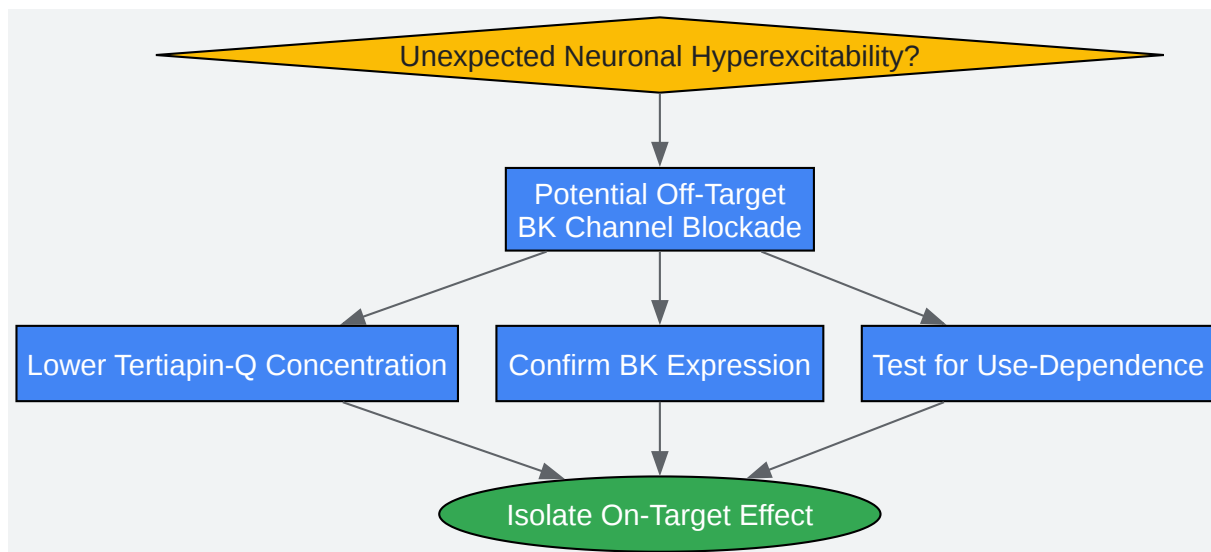 Unexpected Neuronal Hyperexcitability?
Potential Off-Target
BK Channel Blockade
Lower Tertiapin-Q Concentration
Confirm BK Expression
Test for Use-Dependence
Isolate On-Target Effect